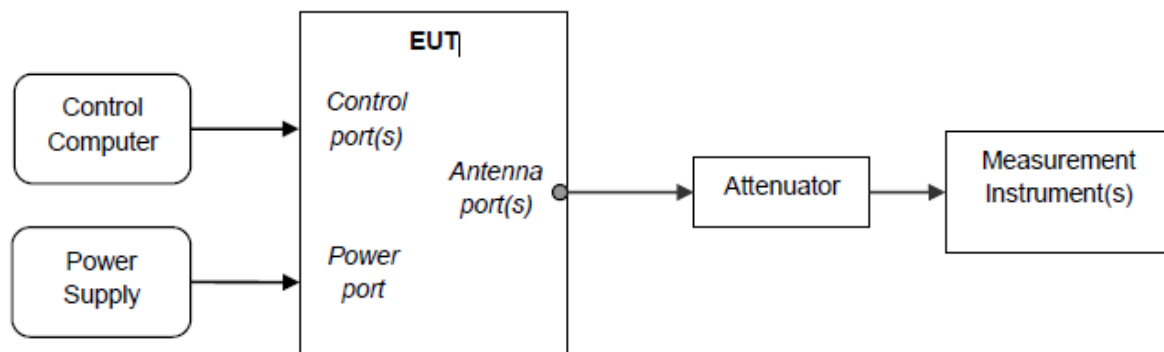 EUT
Control
Computer
Control
port(s)
Antenna
port(s)
Attenuator
Measurement
Instrument(s)
Power
Supply
Power
port